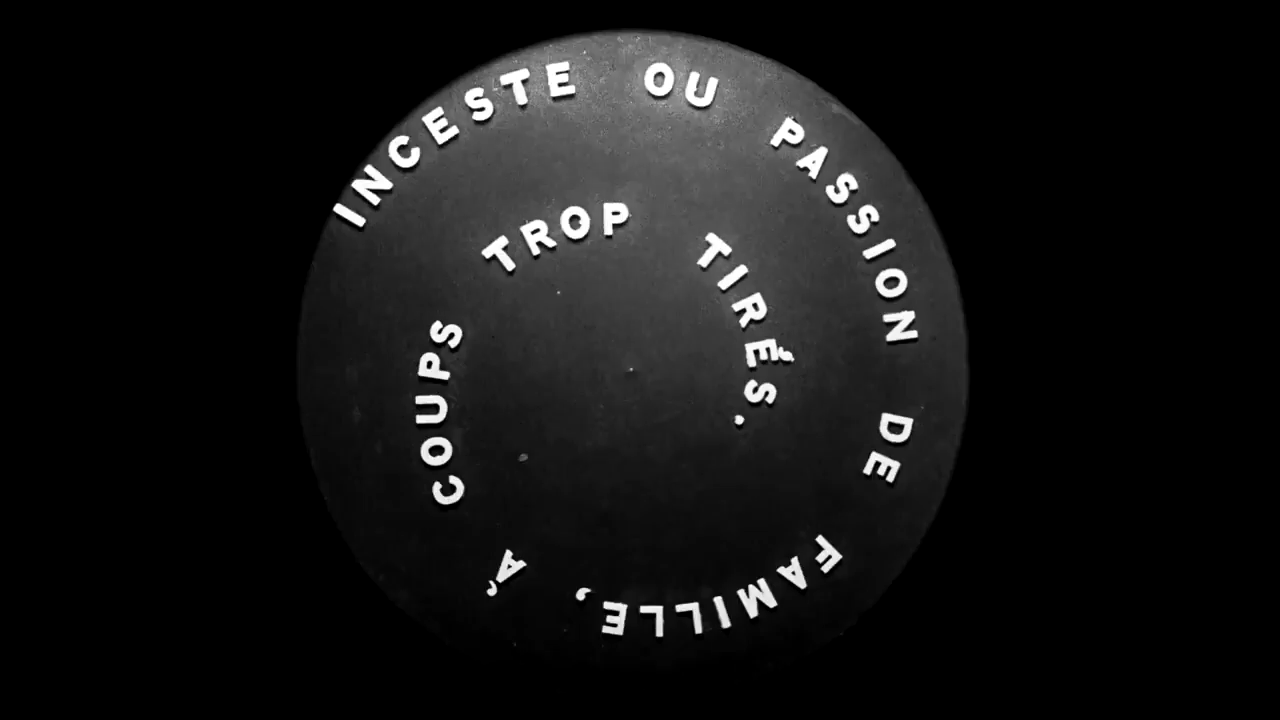 INCESTE OU PASSION DE FAMILLE, Á COUPS TROP TIRÉS.